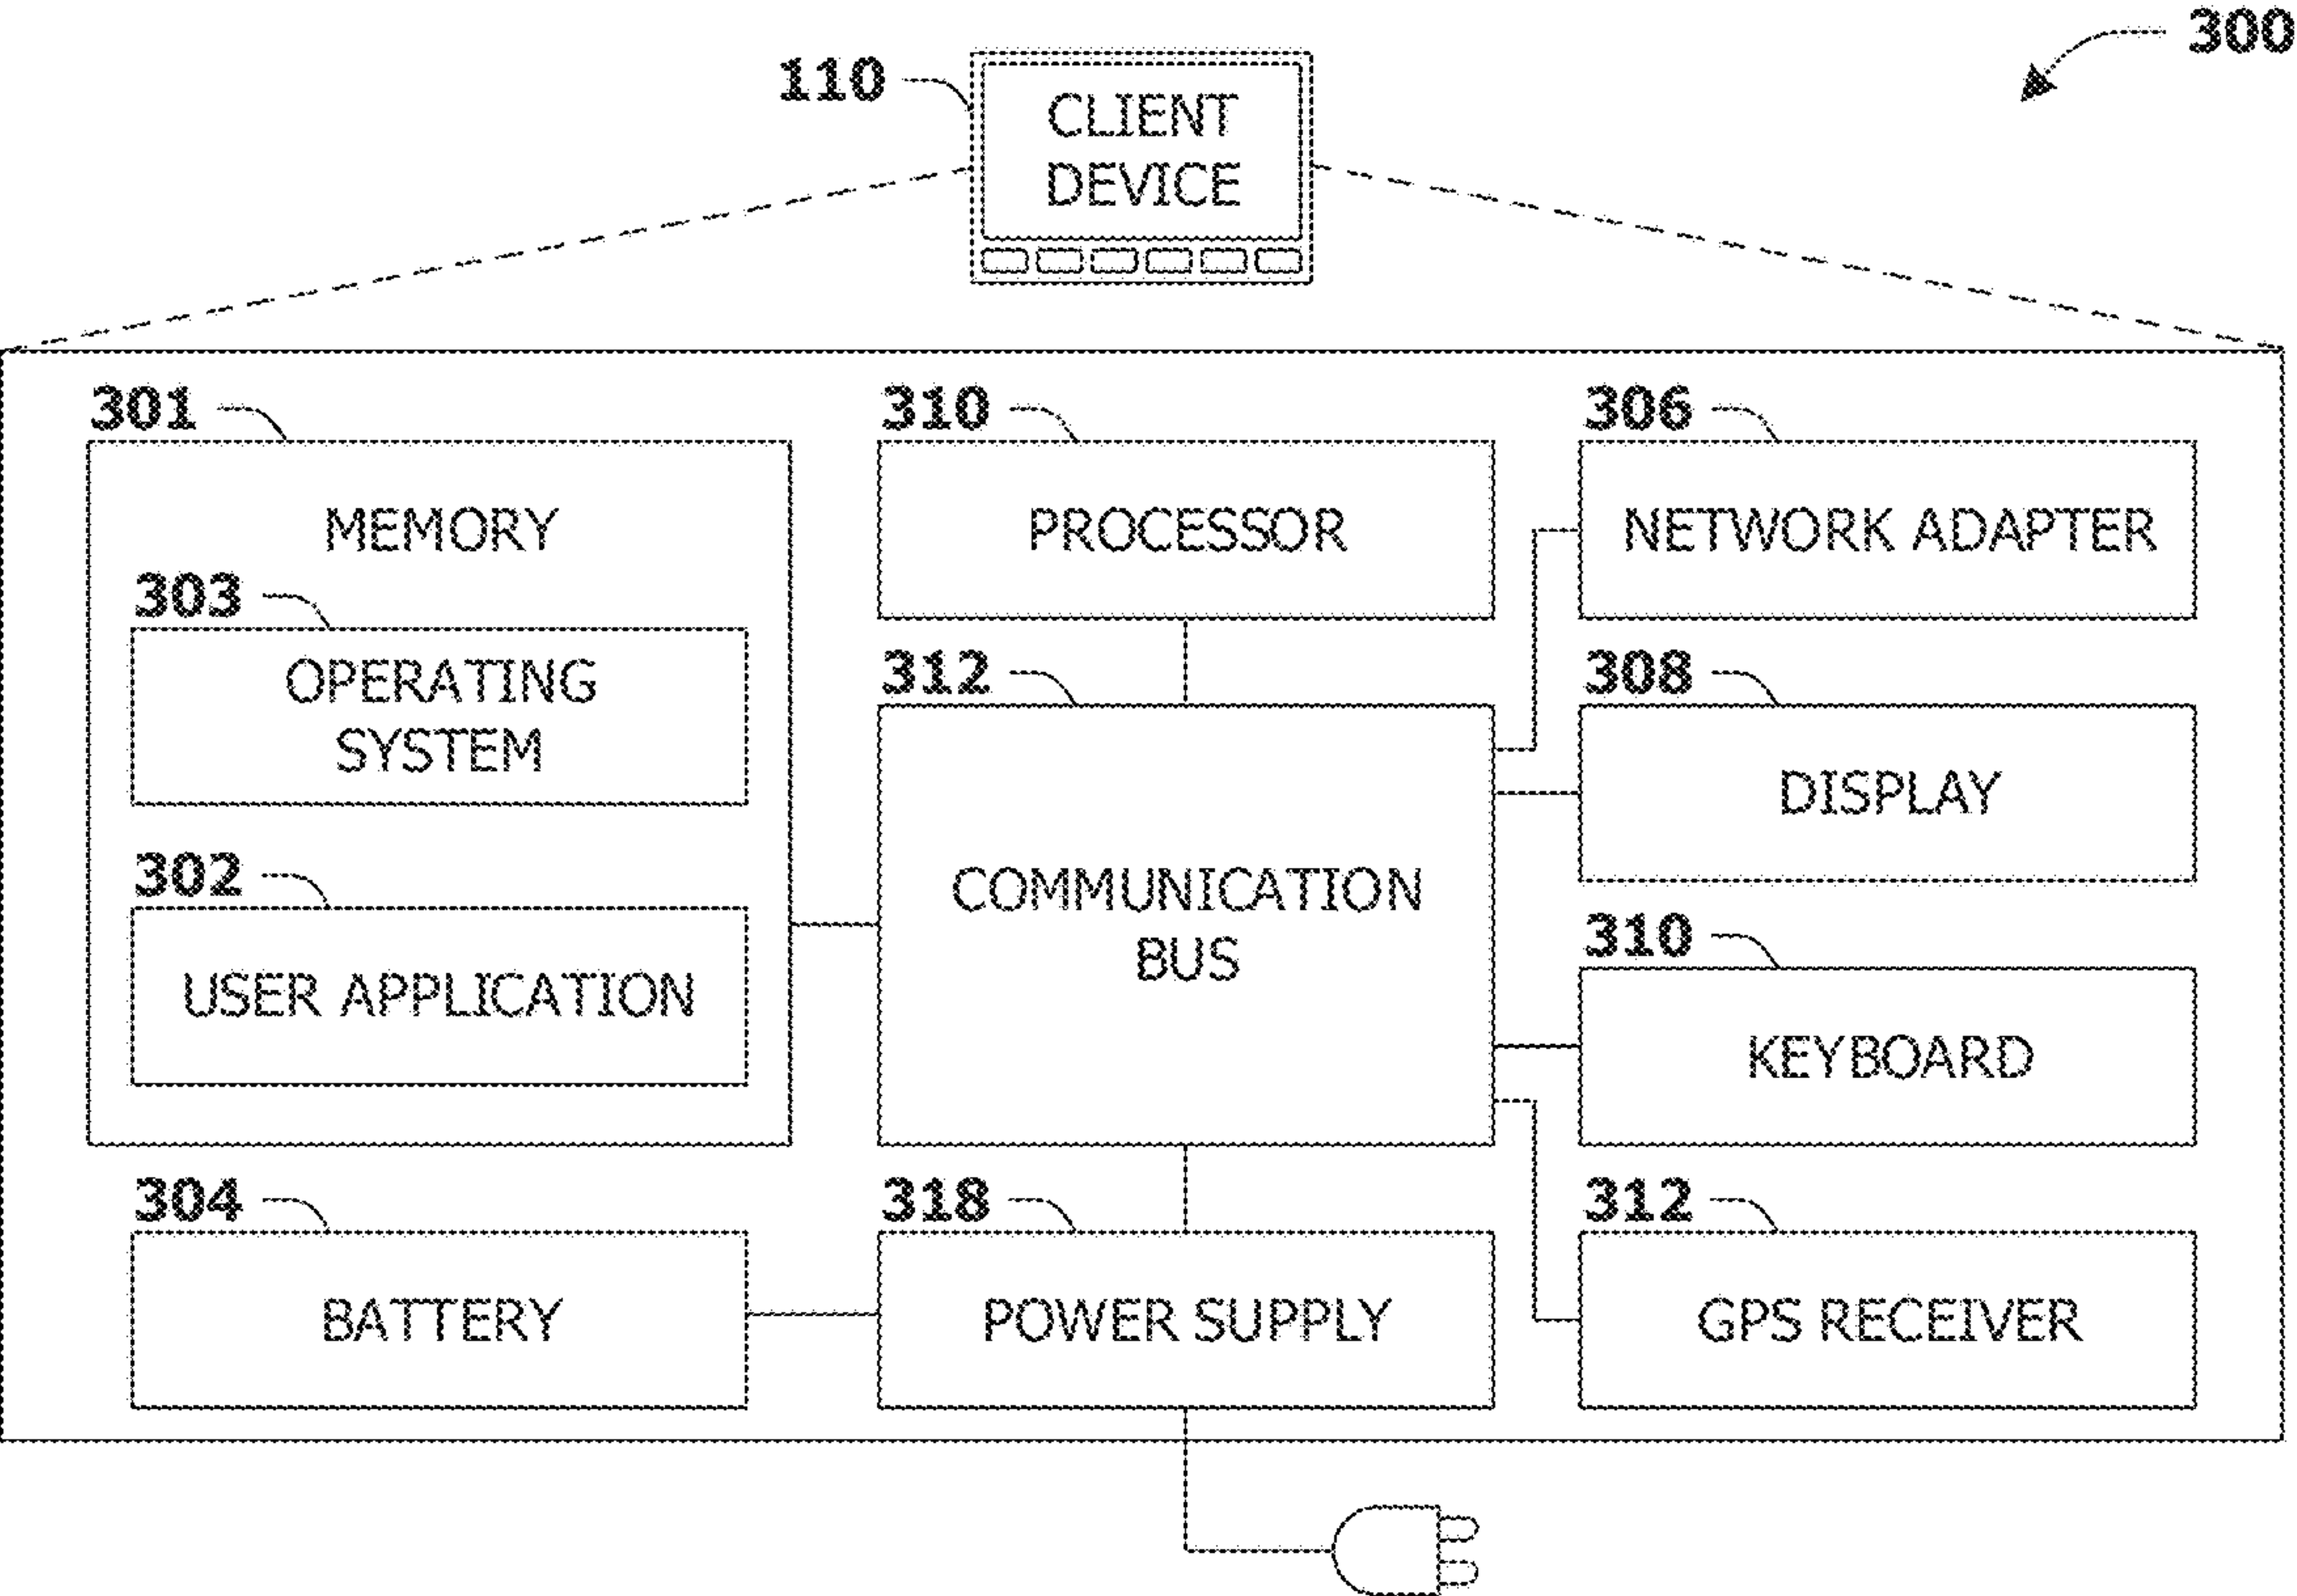 300
110
CLIENT
DEVICE
301
310
306
MEMORY
PROCESSOR
NETWORK ADAPTER
303
312
308
OPERATING
SYSTEM
DISPLAY
302
COMMUNICATION
BUS
310
USER APPLICATION
KEYBOARD
304
318
312
BATTERY
POWER SUPPLY
GPS RECEIVER